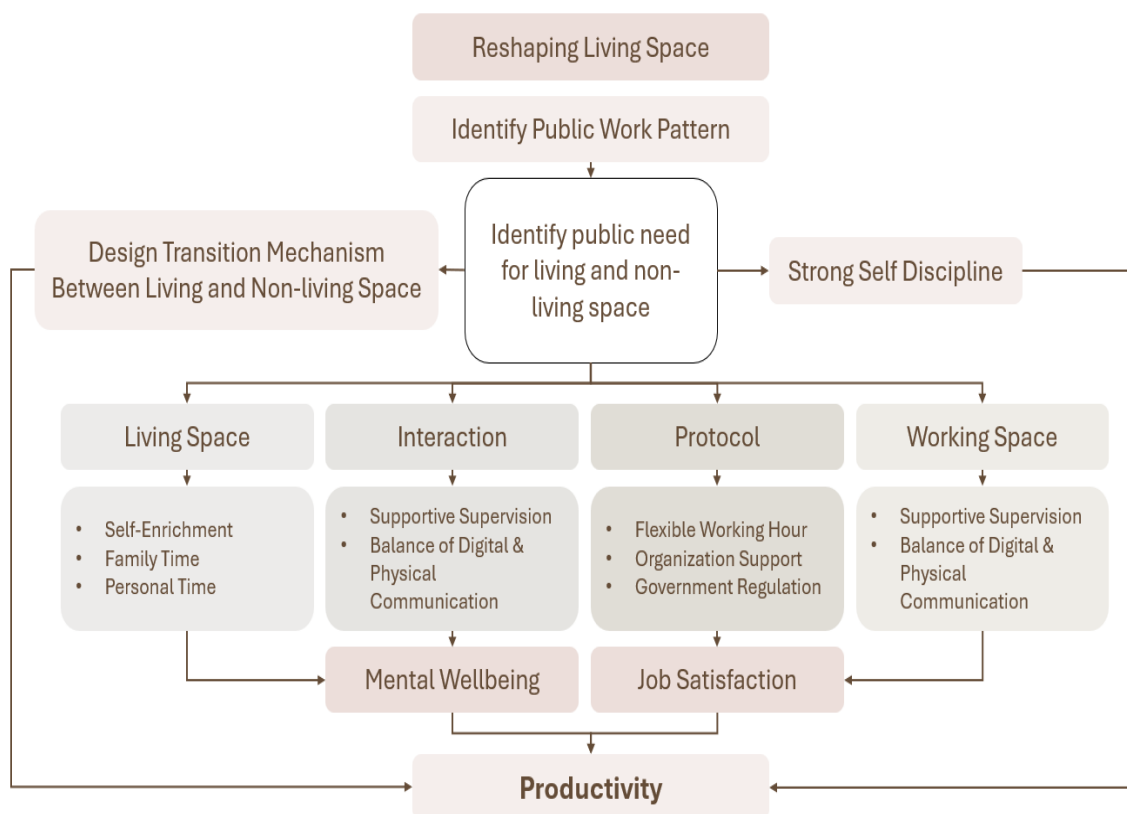 Reshaping Living Space
Identify Public Work Pattern
Identify public need
for living and non-
living space
Design Transition Mechanism
Between Living and Non-living Space
Strong Self Discipline
Living Space
Interaction
Protocol
Working Space
• Self-Enrichment
• Family Time
• Personal Time
• Supportive Supervision
• Balance of Digital &
Physical
Communication
• Flexible Working Hour
• Organization Support
• Government Regulation
• Supportive Supervision
• Balance of Digital &
Physical
Communication
Mental Wellbeing
Job Satisfaction
Productivity